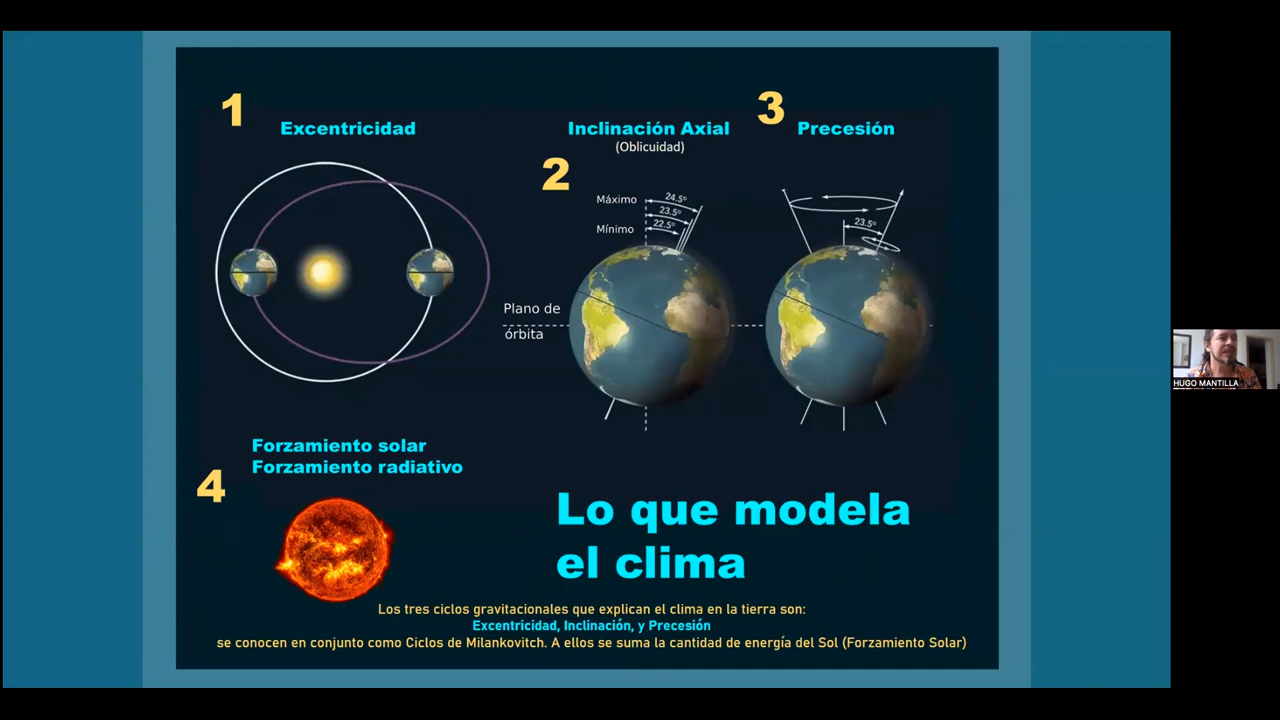 1
Excentricidad
Inclinación Axial
(Oblicuidad)
2
3
Precesión
Máximo
24.5º
23.5º
Mínimo
22.5º
23.5º
Plano de
órbita
Forzamiento solar
Forzamiento radiativo
4
Lo que modela
el clima
Los tres ciclos gravitacionales que explican el clima en la tierra son:
Excentricidad, Inclinación, y Precesión
se conocen en conjunto como Ciclos de Milankovitch. A ellos se suma la cantidad de energía del Sol (Forzamiento Solar)
HUGO MANTILLA